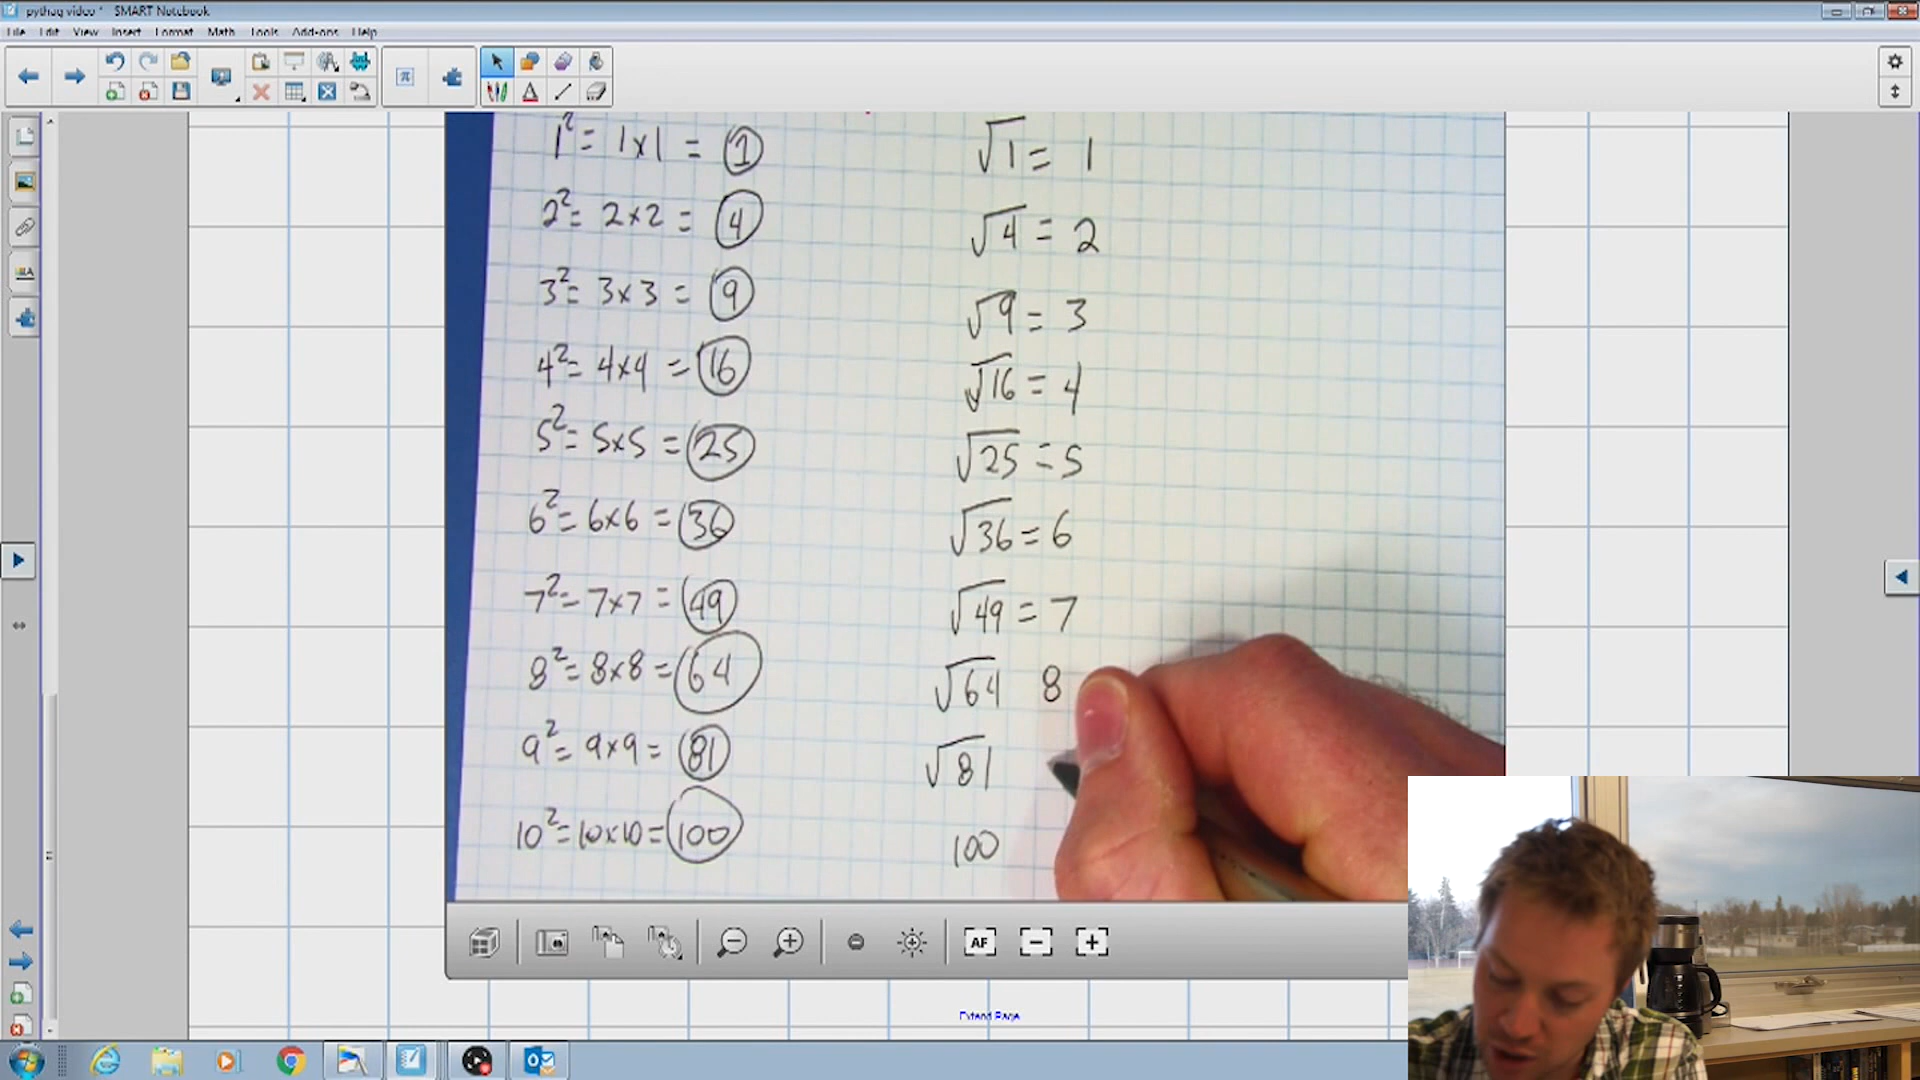 pythag video * SMART Notebook
File Edit View Insert Format Math Tools Add-ons Help
1² = 1x1 = 1
√1 = 1
2² = 2x2 = 4
√4 = 2
3² = 3x3 = 9
√9 = 3
4² = 4x4 = 16
√16 = 4
5² = 5x5 = 25
√25 = 5
6² = 6x6 = 36
√36 = 6
7² = 7x7 = 49
√49 = 7
8² = 8x8 = 64
√64 8
9² = 9x9 = 81
√81
10² = 10x10 = 100
100
AF
Extend Page